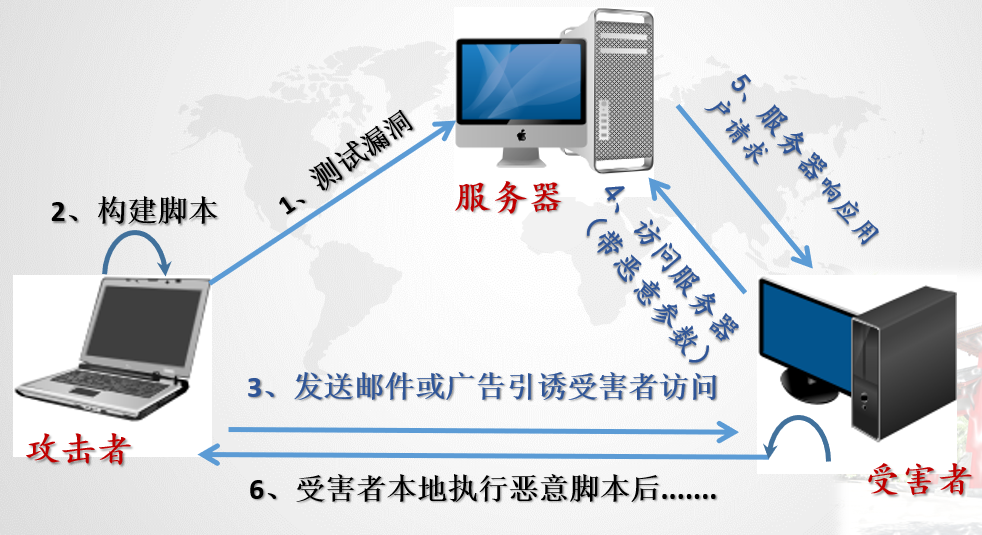 服务器
1、测试漏洞
2、构建脚本
5、服务器响应用
户请求
4、访问服务器
（带恶意参数）
3、发送邮件或广告引诱受害者访问
攻击者
受害者
6、受害者本地执行恶意脚本后.......